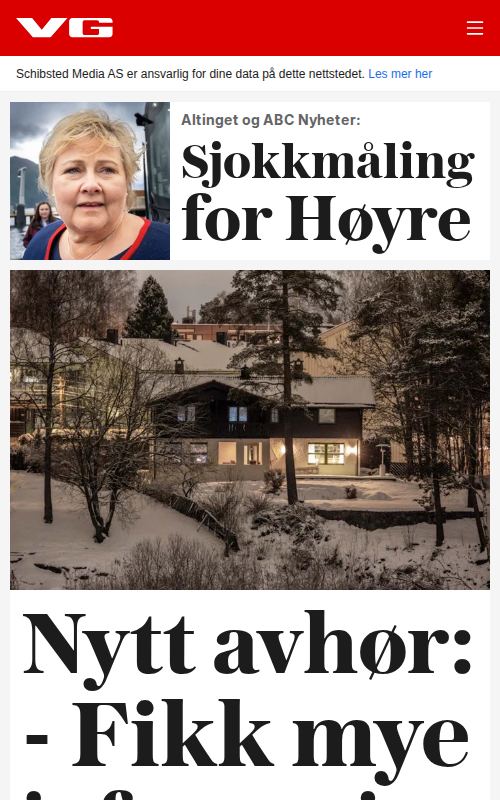 VG
Schibsted Media AS er ansvarlig for dine data på dette nettstedet. Les mer her
Altinget og ABC Nyheter:
Sjokkmåling
for Høyre
Nytt avhør:
- Fikk mye